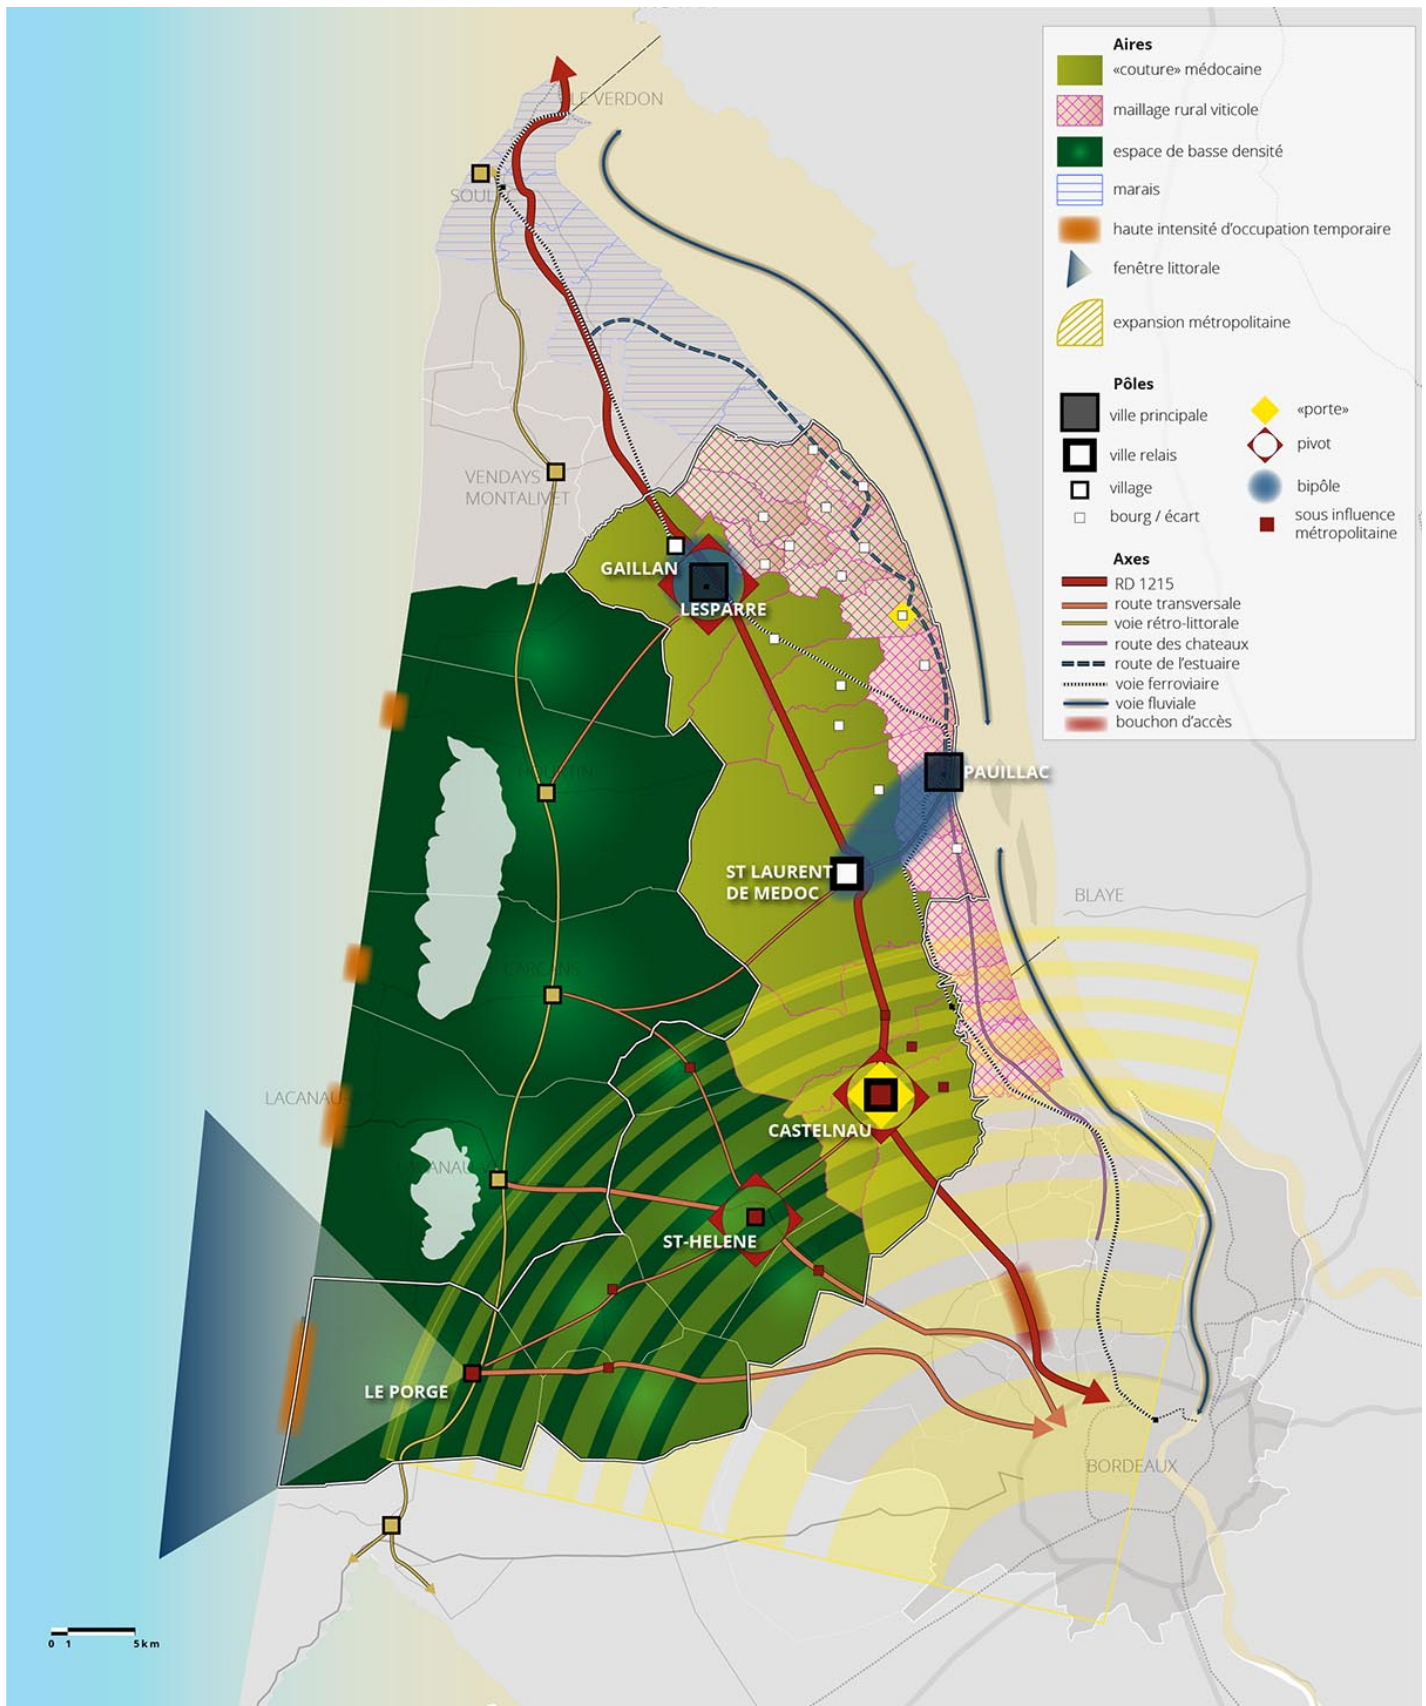 Aires
«couture» médocaine
maillage rural viticole
espace de basse densité
marais
haute intensité d'occupation temporaire
fenêtre littorale
expansion métropolitaine
Pôles
ville principale
ville relais
village
bourg / écart
«porte»
pivot
bipôle
sous influence
métropolitaine
Axes
RD 1215
route transversale
voie rétro-littorale
route des chateaux
route de l'estuaire
voie ferroviaire
voie fluviale
bouchon d'accès
LE VERDON
VENDAYS
MONTALIVET
GAILLAN
LESPARRE
PAUILLAC
ST LAURENT
DE MEDOC
BLAYE
CARCANS
LACANAU
CASTELNAU
ST-HELENE
LE PORGE
BORDEAUX
0 1 5 km